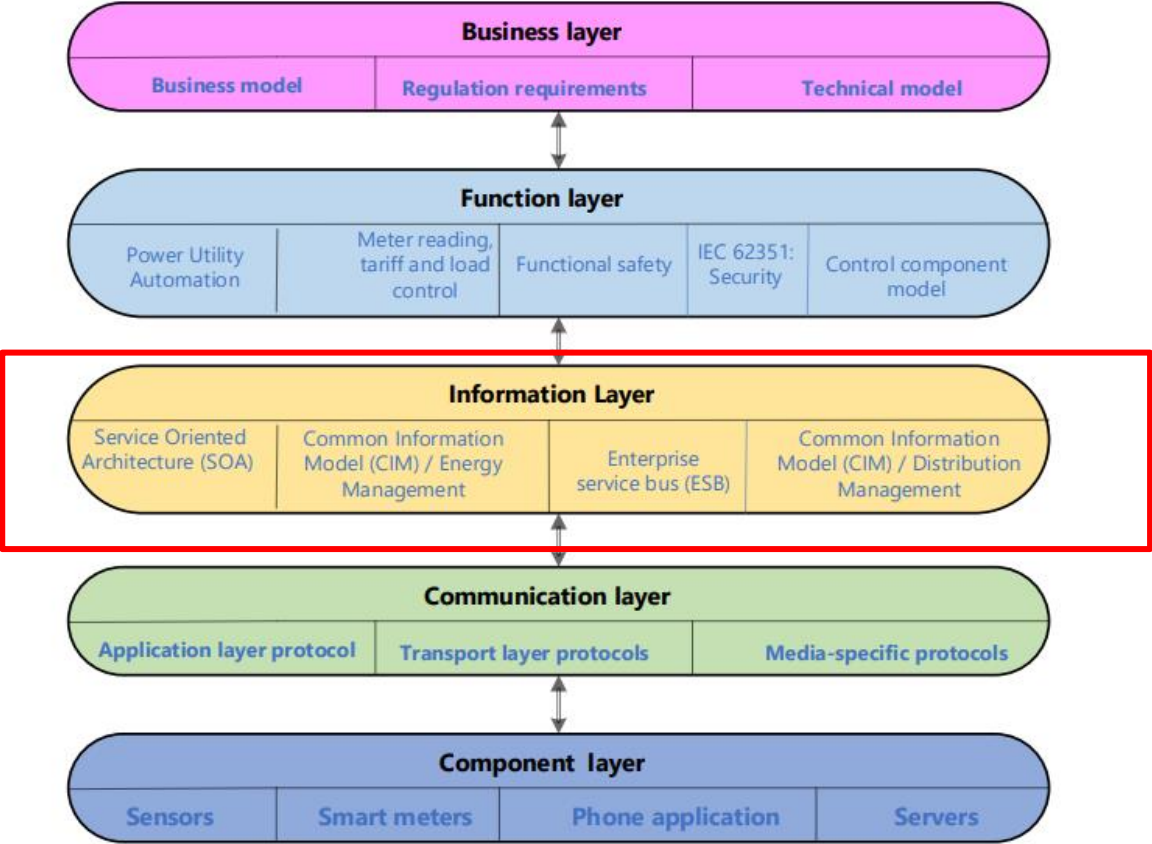 Business layer
Business model
Regulation requirements
Technical model
Function layer
Power Utility
Automation
Meter reading,
tariff and load
control
Functional safety
IEC 62351:
Security
Control component
model
Information Layer
Service Oriented
Architecture (SOA)
Common Information
Model (CIM) / Energy
Management
Enterprise
service bus (ESB)
Common Information
Model (CIM) / Distribution
Management
Communication layer
Application layer protocol
Transport layer protocols
Media-specific protocols
Component layer
Sensors
Smart meters
Phone application
Servers